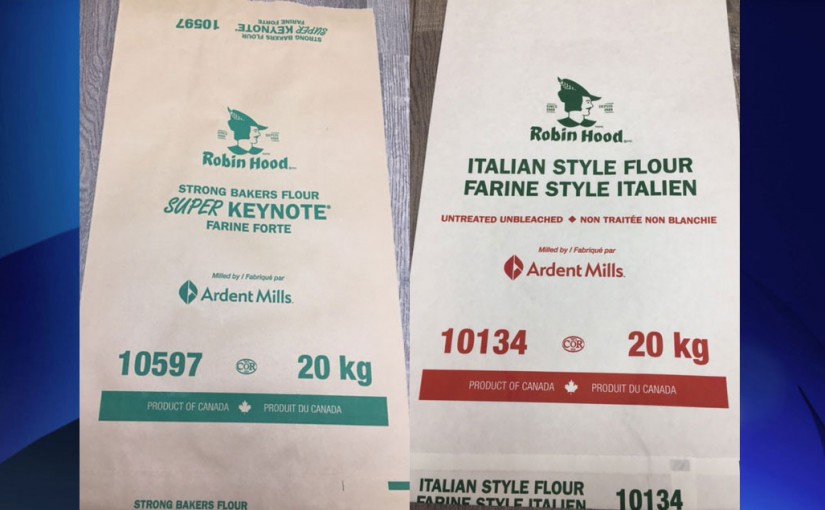 10597
SUPER KEYNOTE
STRONG BAKERS FLOUR
FARINE FORTE
Robin Hood
STRONG BAKERS FLOUR
SUPER KEYNOTE®
FARINE FORTE
Milled by / Fabriqué par
Ardent Mills
10597 COR 20 kg
PRODUCT OF CANADA PRODUIT DU CANADA
STRONG BAKERS FLOUR
Robin Hood
ITALIAN STYLE FLOUR
FARINE STYLE ITALIEN
UNTREATED UNBLEACHED ◆ NON TRAITÉE NON BLANCHIE
Milled by / Fabriqué par
Ardent Mills
10134 COR 20 kg
PRODUCT OF CANADA PRODUIT DU CANADA
ITALIAN STYLE FLOUR
FARINE STYLE ITALIEN
10134